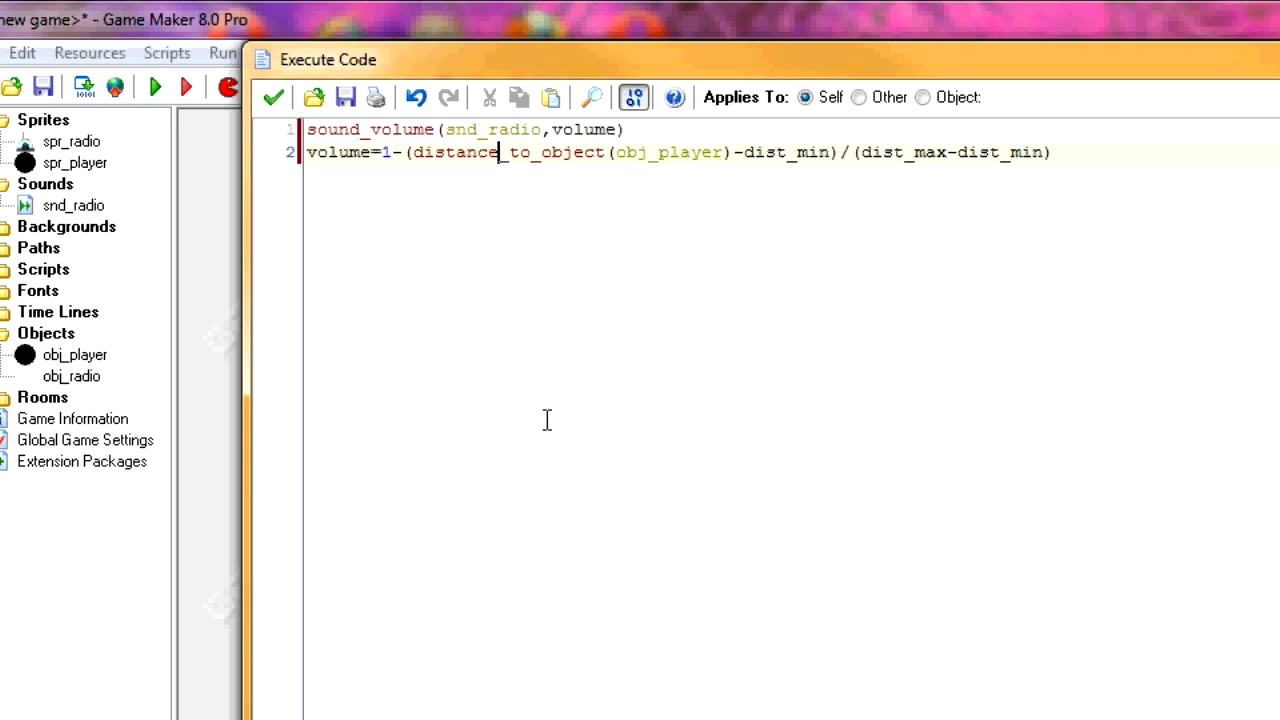 new game>* - Game Maker 8.0 Pro
Edit Resources Scripts Run
Execute Code
Applies To: Self Other Object:
Sprites
spr_radio
spr_player
Sounds
snd_radio
Backgrounds
Paths
Scripts
Fonts
Time Lines
Objects
obj_player
obj_radio
Rooms
Game Information
Global Game Settings
Extension Packages
1 sound_volume(snd_radio,volume)
2 volume=1-(distance_to_object(obj_player)-dist_min)/(dist_max-dist_min)